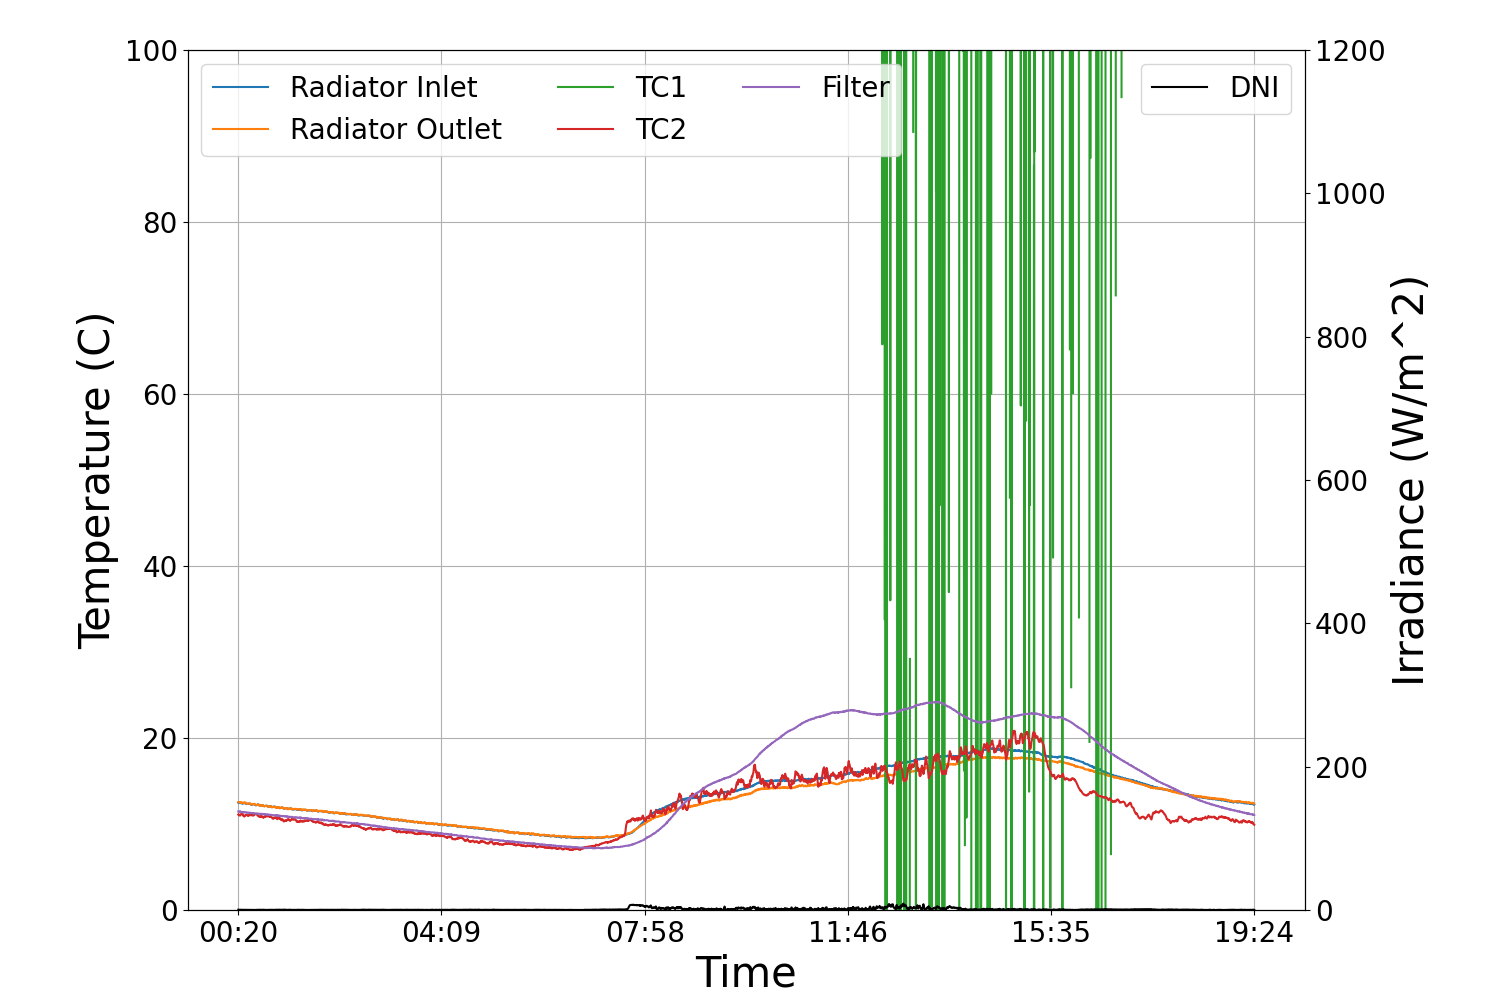 100
80
60
40
20
0
Temperature (C)
Radiator Inlet
Radiator Outlet
TC1
TC2
Filter
DNI
1200
1000
800
600
400
200
0
Irradiance (W/m^2)
00:20 04:09 07:58 11:46 15:35 19:24
Time